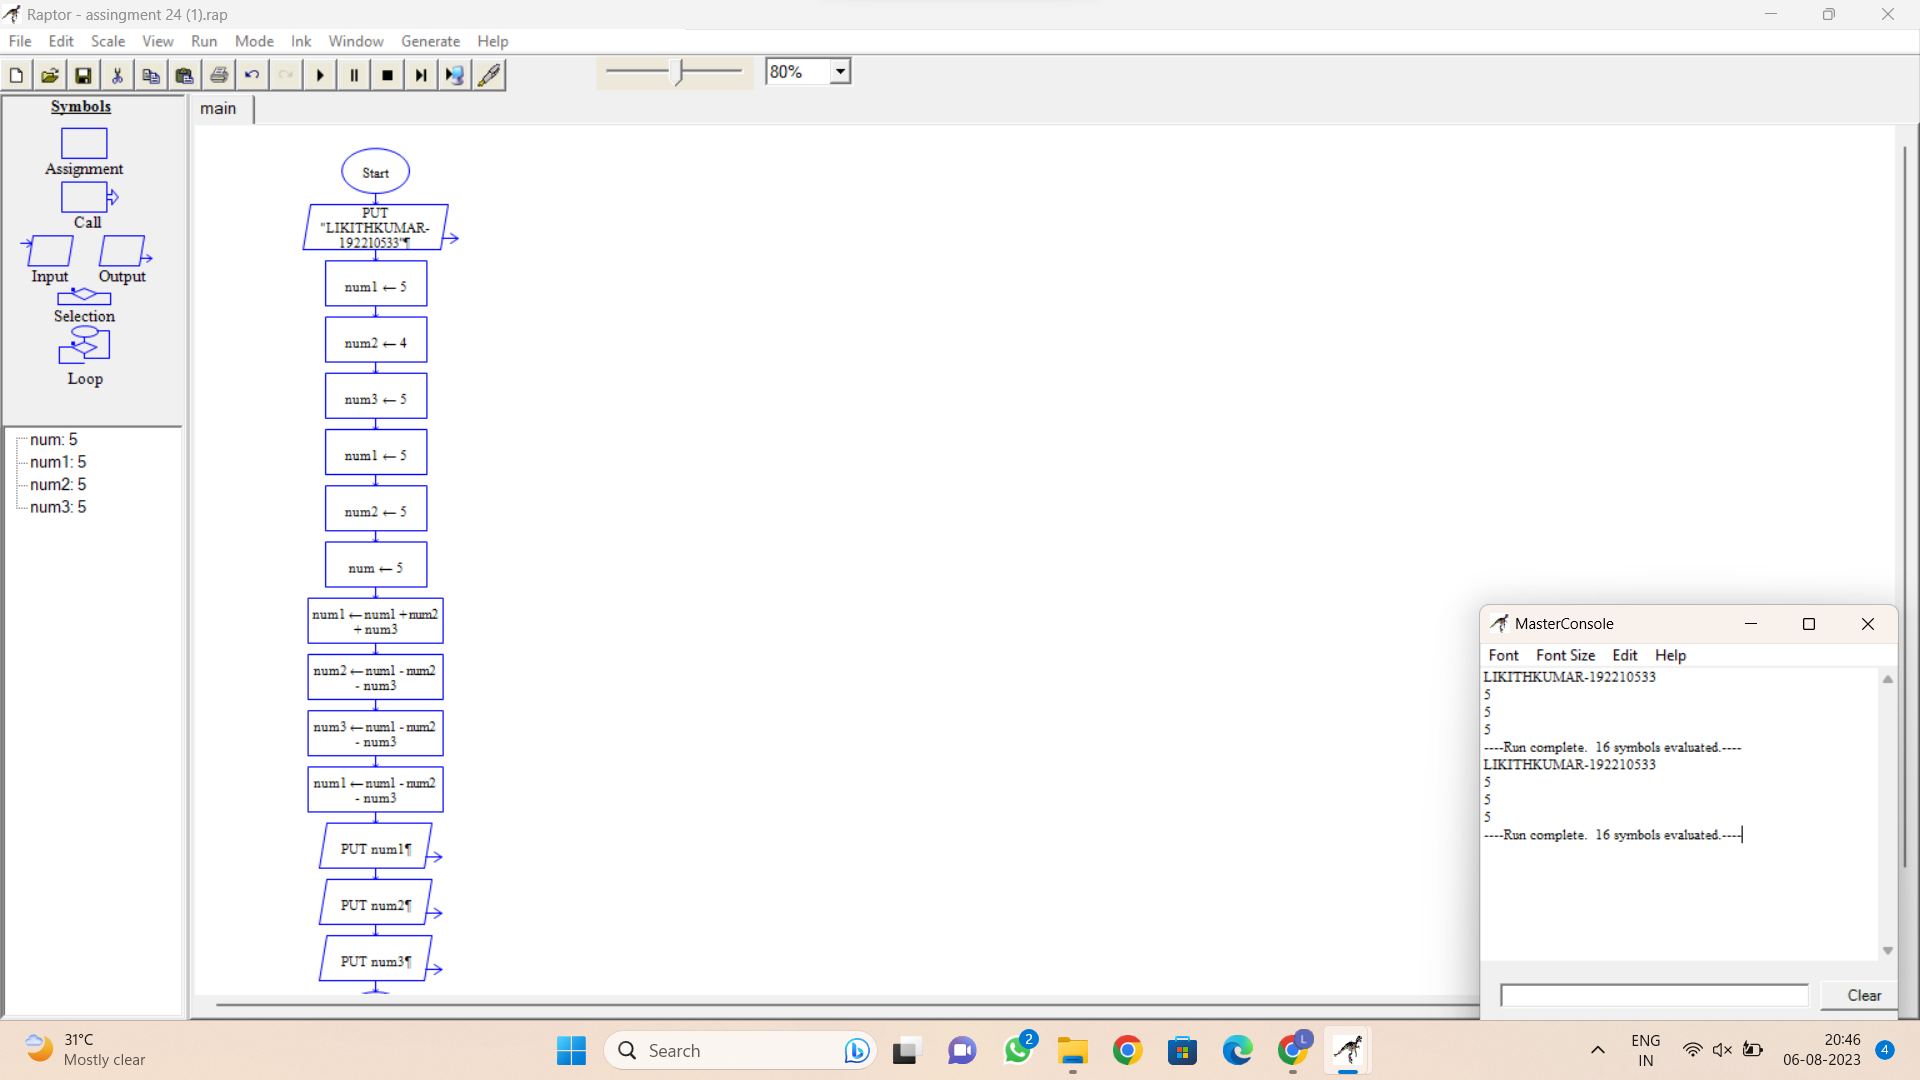 Raptor - assingment 24 (1).rap
File Edit Scale View Run Mode Ink Window Generate Help
80%
Symbols
Assignment
Call
Input Output
Selection
Loop
num: 5
num1: 5
num2: 5
num3: 5
main
Start
PUT
"LIKITHKUMAR-
192210533"¶
num1 ← 5
num2 ← 4
num3 ← 5
num1 ← 5
num2 ← 5
num ← 5
num1 ← num1 + num2
+ num3
num2 ← num1 - num2
- num3
num3 ← num1 - num2
- num3
num1 ← num1 - num2
- num3
PUT num1¶
PUT num2¶
PUT num3¶
MasterConsole
Font Font Size Edit Help
LIKITHKUMAR-192210533
5
5
5
----Run complete.  16 symbols evaluated.----
LIKITHKUMAR-192210533
5
5
5
----Run complete.  16 symbols evaluated.----
Clear
31°C
Mostly clear
Search
2
L
ENG
IN
20:46
06-08-2023
4